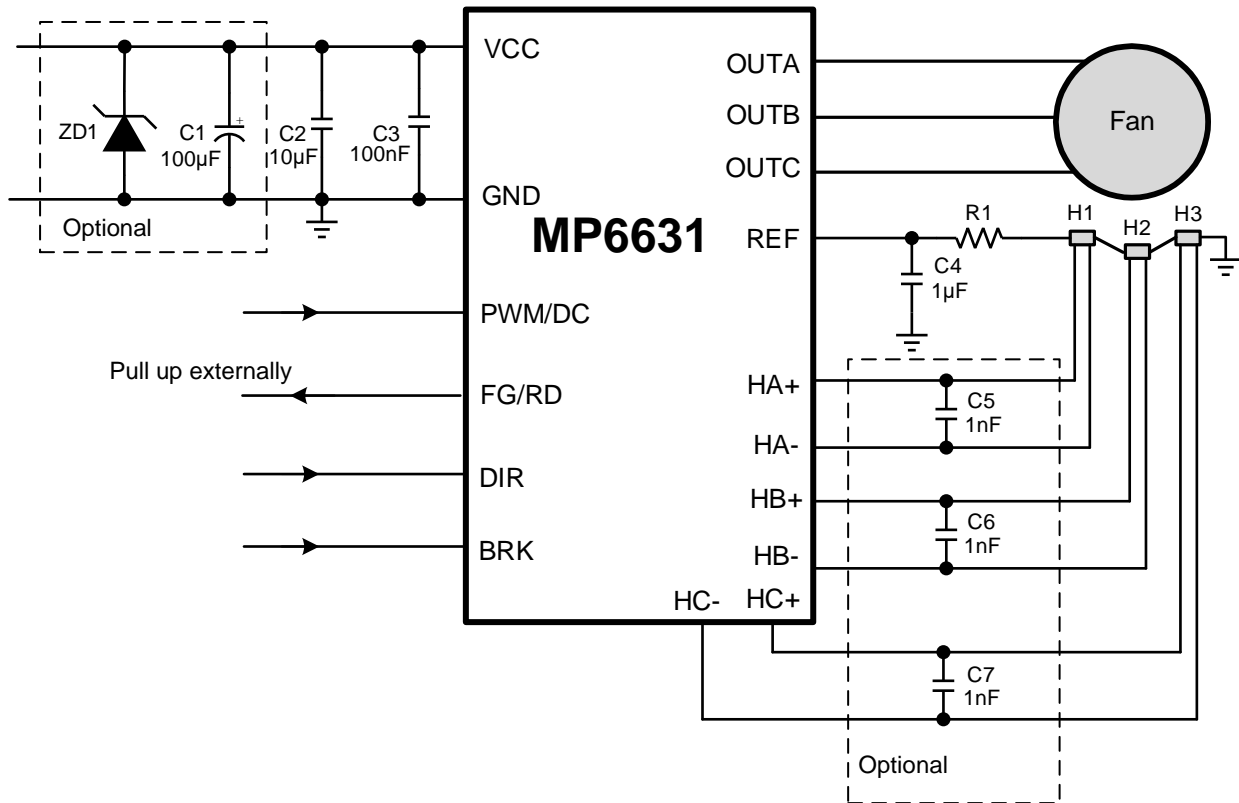 VCC
OUTA
OUTB
OUTC
Fan
ZD1
C1
+
100µF
C2
10µF
C3
100nF
GND
Optional
MP6631
REF
R1
H1
H2
H3
C4
1µF
PWM/DC
Pull up externally
FG/RD
HA+
C5
1nF
HA-
DIR
HB+
C6
1nF
HB-
BRK
HC-
HC+
C7
1nF
Optional